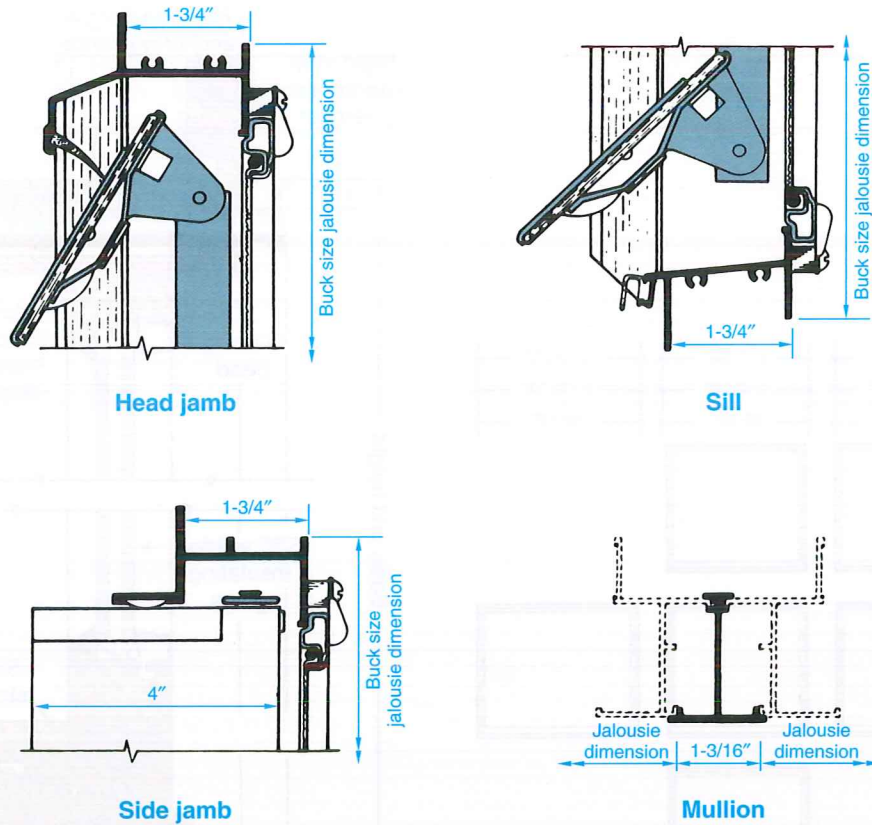 1-3/4″
Buck size jalousie dimension
Head jamb
Buck size jalousie dimension
1-3/4″
Sill
1-3/4″
Buck size
jalousie dimension
4″
Side jamb
Jalousie
dimension
1-3/16″
Jalousie
dimension
Mullion